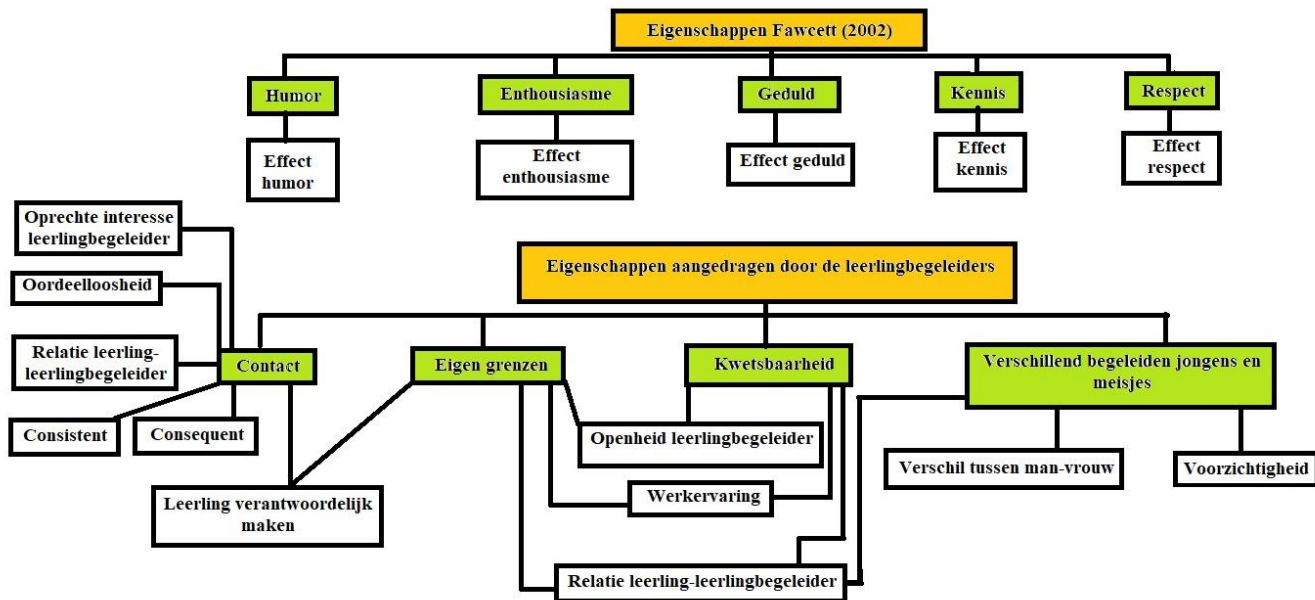 Eigenschappen Fawcett (2002)
Humor
Enthousiasme
Geduld
Kennis
Respect
Effect
humor
Effect
enthousiasme
Effect geduld
Effect
kennis
Effect
respect
Oprechte interesse
leerlingbegeleider
Eigenschappen aangedragen door de leerlingbegeleiders
Oordeelloosheid
Relatie leerling-
leerlingbegeleider
Contact
Eigen grenzen
Kwetsbaarheid
Verschillend begeleiden jongens en
meisjes
Consistent
Consequent
Openheid leerlingbegeleider
Verschil tussen man-vrouw
Voorzichtigheid
Leerling verantwoordelijk
maken
Werkervaring
Relatie leerling-leerlingbegeleider